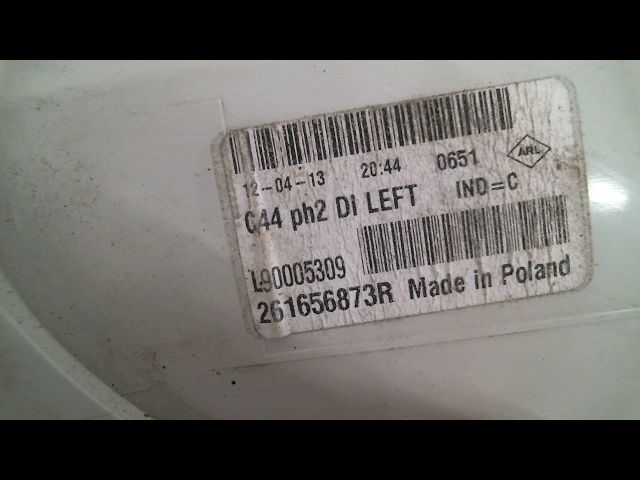 12-04-13 20:44 0651 ARL
C44 ph2 DI LEFT IND=C
L90005309
261656873R Made in Poland